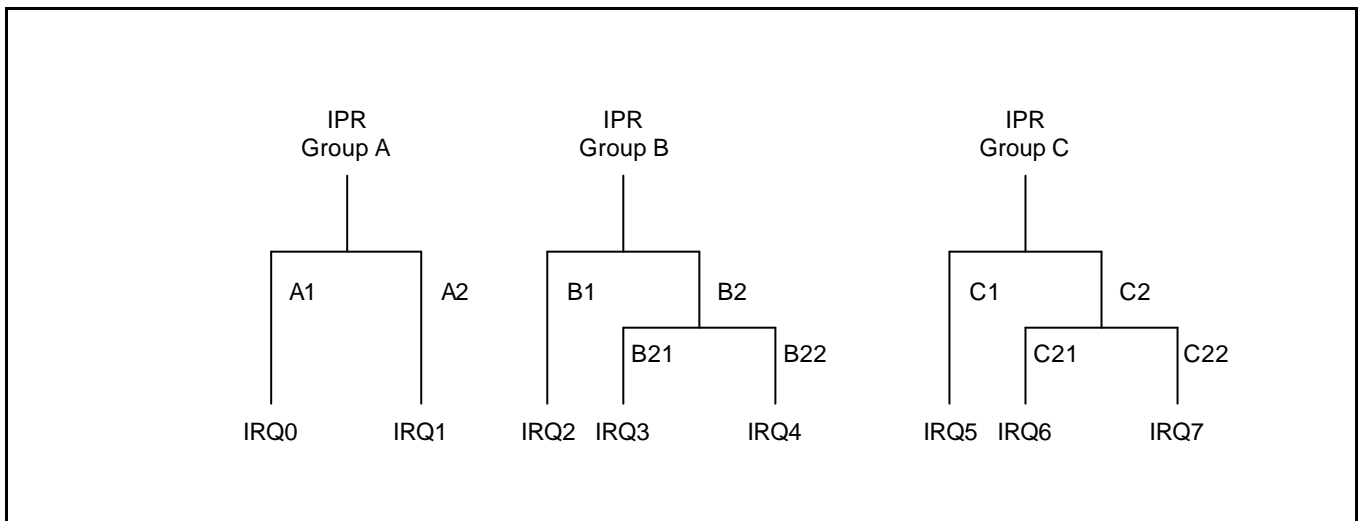 IPR
Group A
IPR
Group B
IPR
Group C
A1
A2
B1
B2
C1
C2
B21
B22
C21
C22
IRQ0
IRQ1
IRQ2
IRQ3
IRQ4
IRQ5
IRQ6
IRQ7